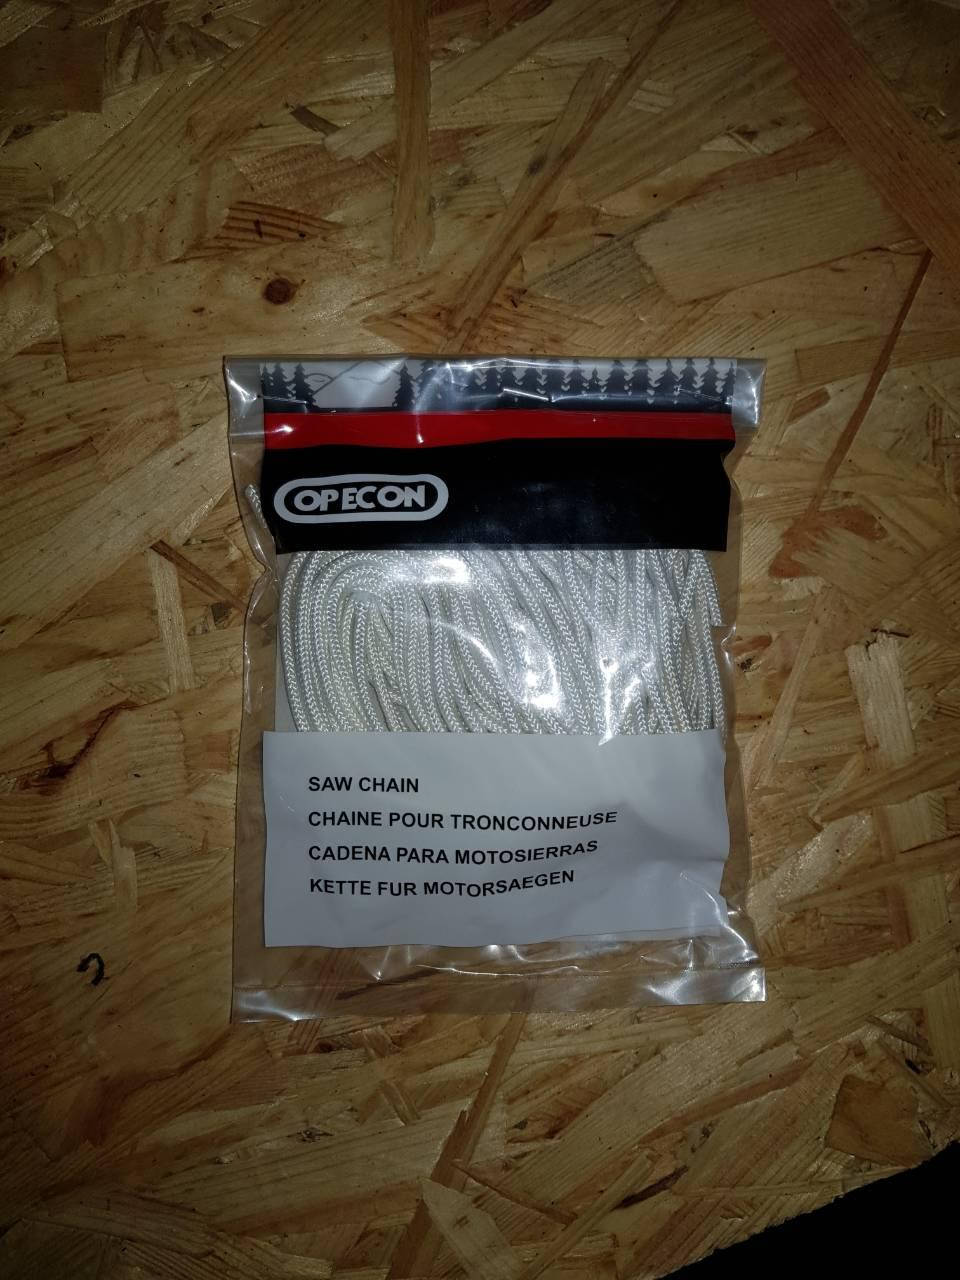 OPECON
SAW CHAIN
CHAINE POUR TRONCONNEUSE
CADENA PARA MOTOSIERRAS
KETTE FUR MOTORSAEGEN